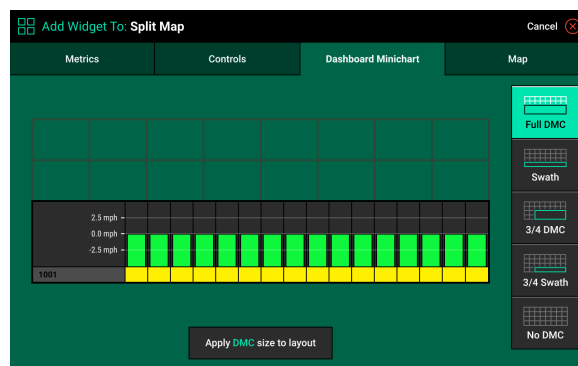 Add Widget To: Split Map
Cancel
Metrics
Controls
Dashboard Minichart
Map
Full DMC
Swath
3/4 DMC
3/4 Swath
No DMC
2.5 mph
0.0 mph
-2.5 mph
1001
Apply DMC size to layout